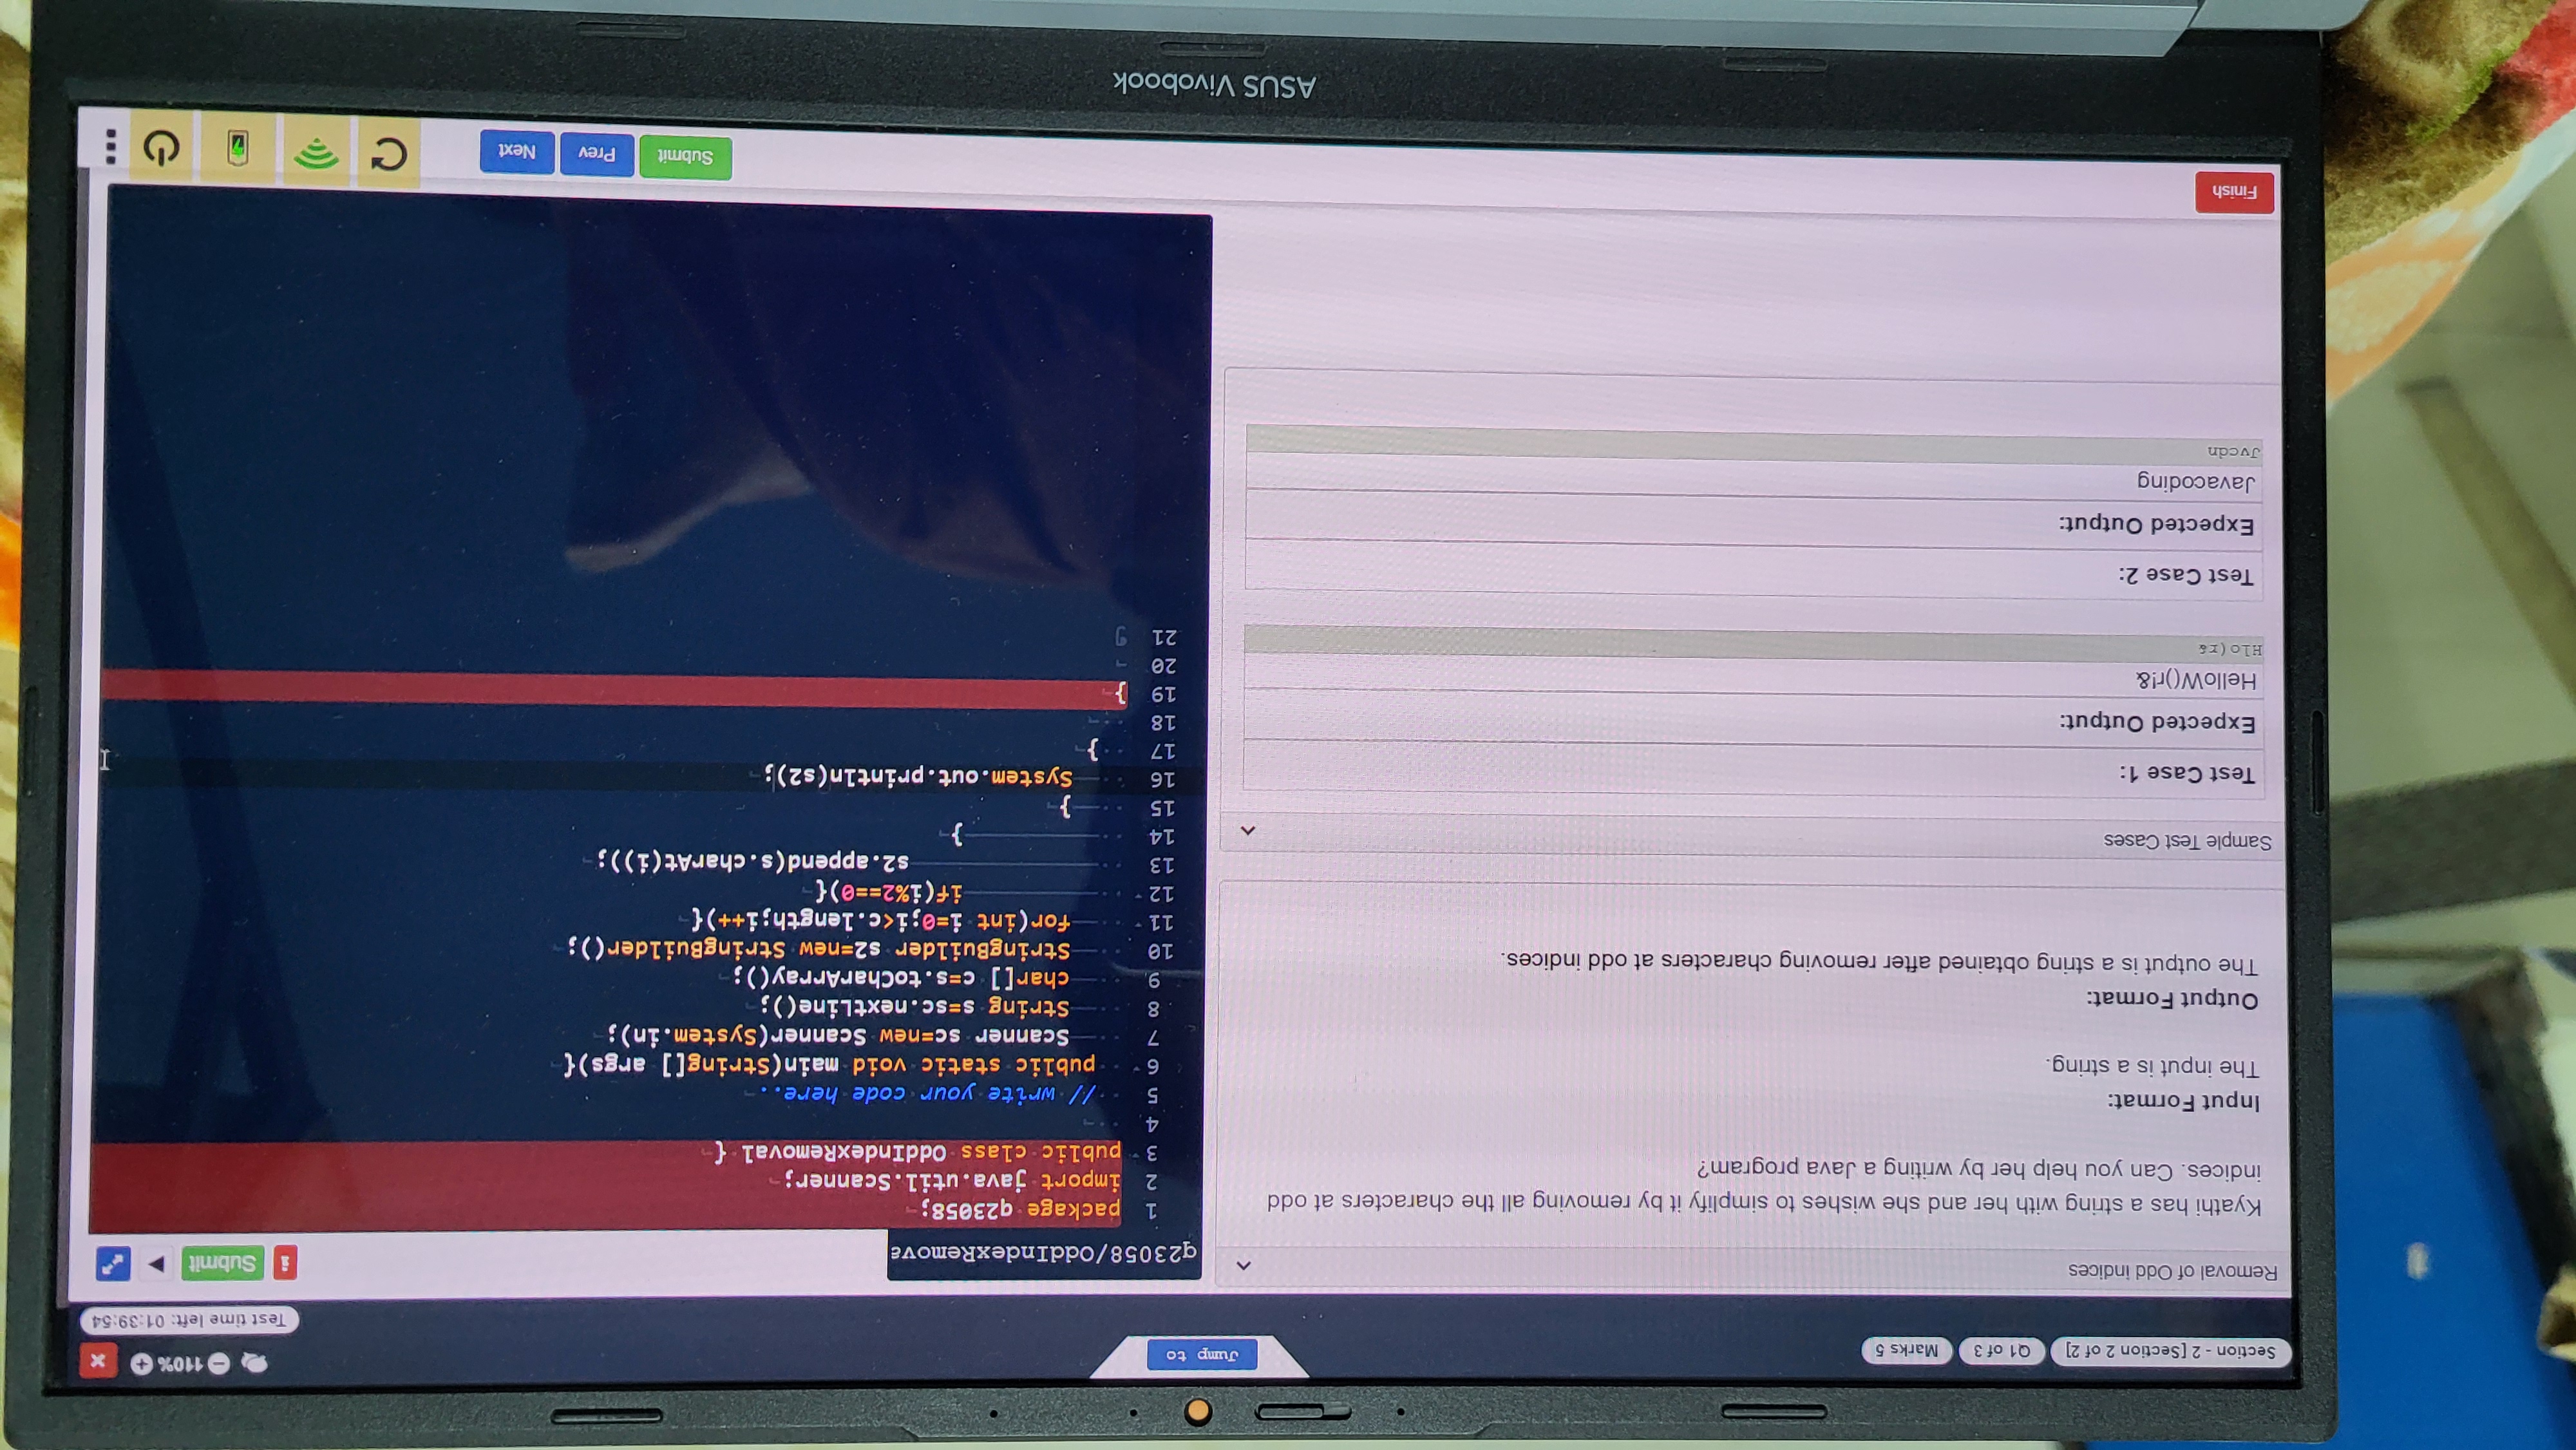 Section - 2 [Section 2 of 2] Q1 of 3 Marks 5
Jump to
110%
Test time left: 01:39:54
Removal of Odd indices
Kyathi has a string with her and she wishes to simplify it by removing all the characters at odd
indices. Can you help her by writing a Java program?
Input Format:
The input is a string.
Output Format:
The output is a string obtained after removing characters at odd indices.
Sample Test Cases
Test Case 1:
Expected Output:
HelloW()r!&
Hlo(r&
Test Case 2:
Expected Output:
Javacoding
Jvcdn
Finish
q23058/OddIndexRemova
i Submit
1 package q23058;
2 import java.util.Scanner;
3 public class OddIndexRemoval {
4
5 // write your code here..
6 public static void main(String[] args){
7 Scanner sc=new Scanner(System.in);
8 String s=sc.nextLine();
9 char[] c=s.toCharArray();
10 StringBuilder s2=new StringBuilder();
11 for(int i=0;i<c.length;i++){
12 if(i%2==0){
13 s2.append(s.charAt(i));
14 }
15 }
16 System.out.println(s2);
17 }
18
19 }
20
21
Submit Prev Next
ASUS Vivobook